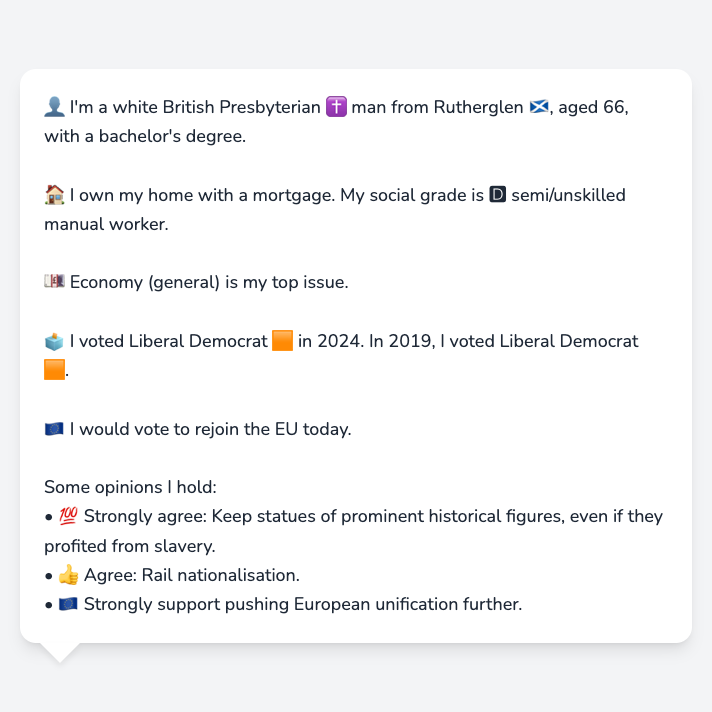 👤 I'm a white British Presbyterian ✝️ man from Rutherglen 🏴󠁧󠁢󠁳󠁣󠁴󠁿, aged 66,
with a bachelor's degree.
🏠 I own my home with a mortgage. My social grade is 🅳 semi/unskilled
manual worker.
💷 Economy (general) is my top issue.
🗳️ I voted Liberal Democrat 🟧 in 2024. In 2019, I voted Liberal Democrat
🟧.
🇪🇺 I would vote to rejoin the EU today.
Some opinions I hold:
• 💯 Strongly agree: Keep statues of prominent historical figures, even if they
profited from slavery.
• 👍 Agree: Rail nationalisation.
• 🇪🇺 Strongly support pushing European unification further.